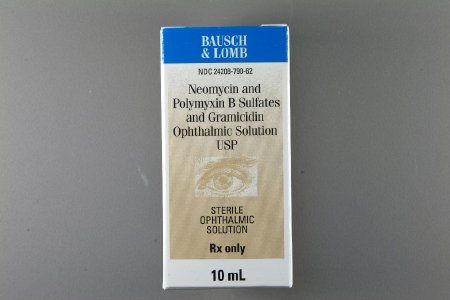 BAUSCH
& LOMB
NDC 24208-790-62
Neomycin and
Polymyxin B Sulfates
and Gramicidin
Ophthalmic Solution
USP
STERILE
OPHTHALMIC
SOLUTION
Rx only
10 mL